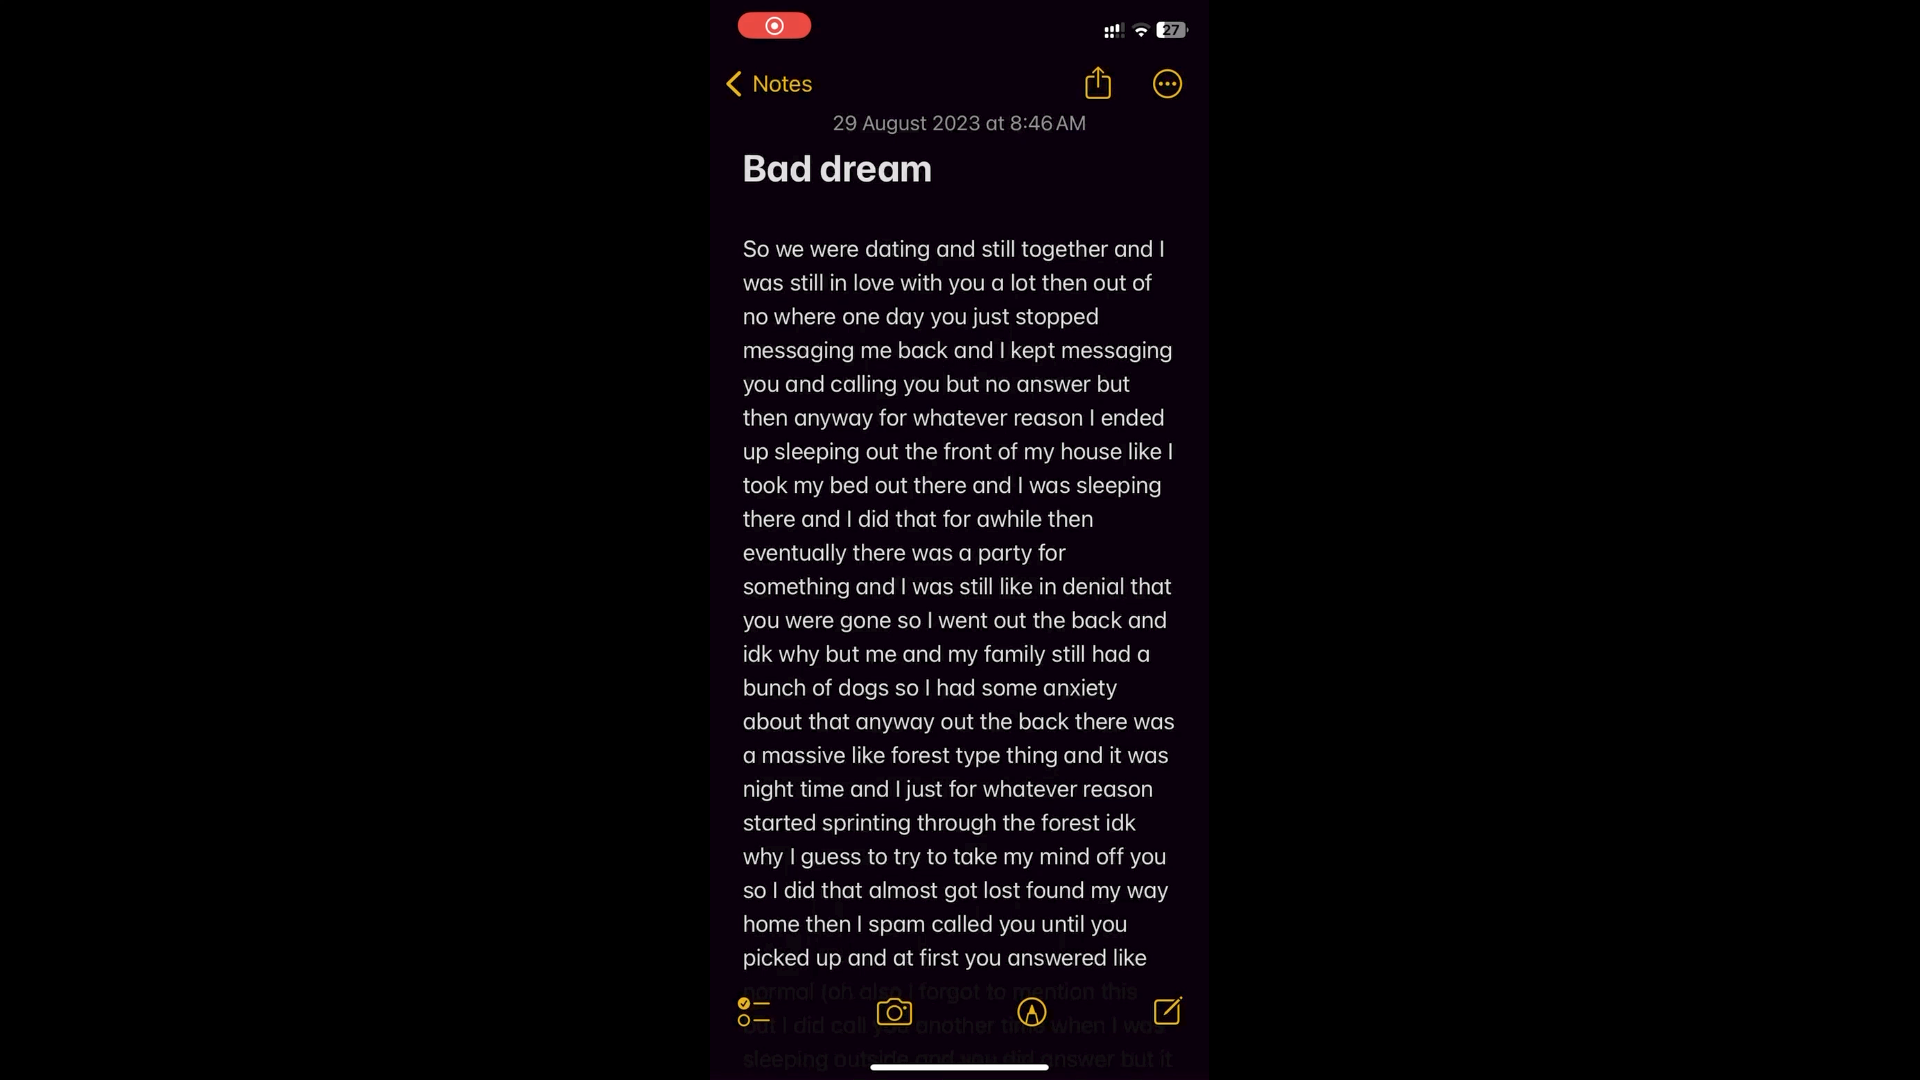 27
Notes
29 August 2023 at 8:46 AM
Bad dream
So we were dating and still together and I
was still in love with you a lot then out of
no where one day you just stopped
messaging me back and I kept messaging
you and calling you but no answer but
then anyway for whatever reason I ended
up sleeping out the front of my house like I
took my bed out there and I was sleeping
there and I did that for awhile then
eventually there was a party for
something and I was still like in denial that
you were gone so I went out the back and
idk why but me and my family still had a
bunch of dogs so I had some anxiety
about that anyway out the back there was
a massive like forest type thing and it was
night time and I just for whatever reason
started sprinting through the forest idk
why I guess to try to take my mind off you
so I did that almost got lost found my way
home then I spam called you until you
picked up and at first you answered like
normal (oh also I forgot to mention this
but I did call you another time when I was
sleeping outside and you did answer but it